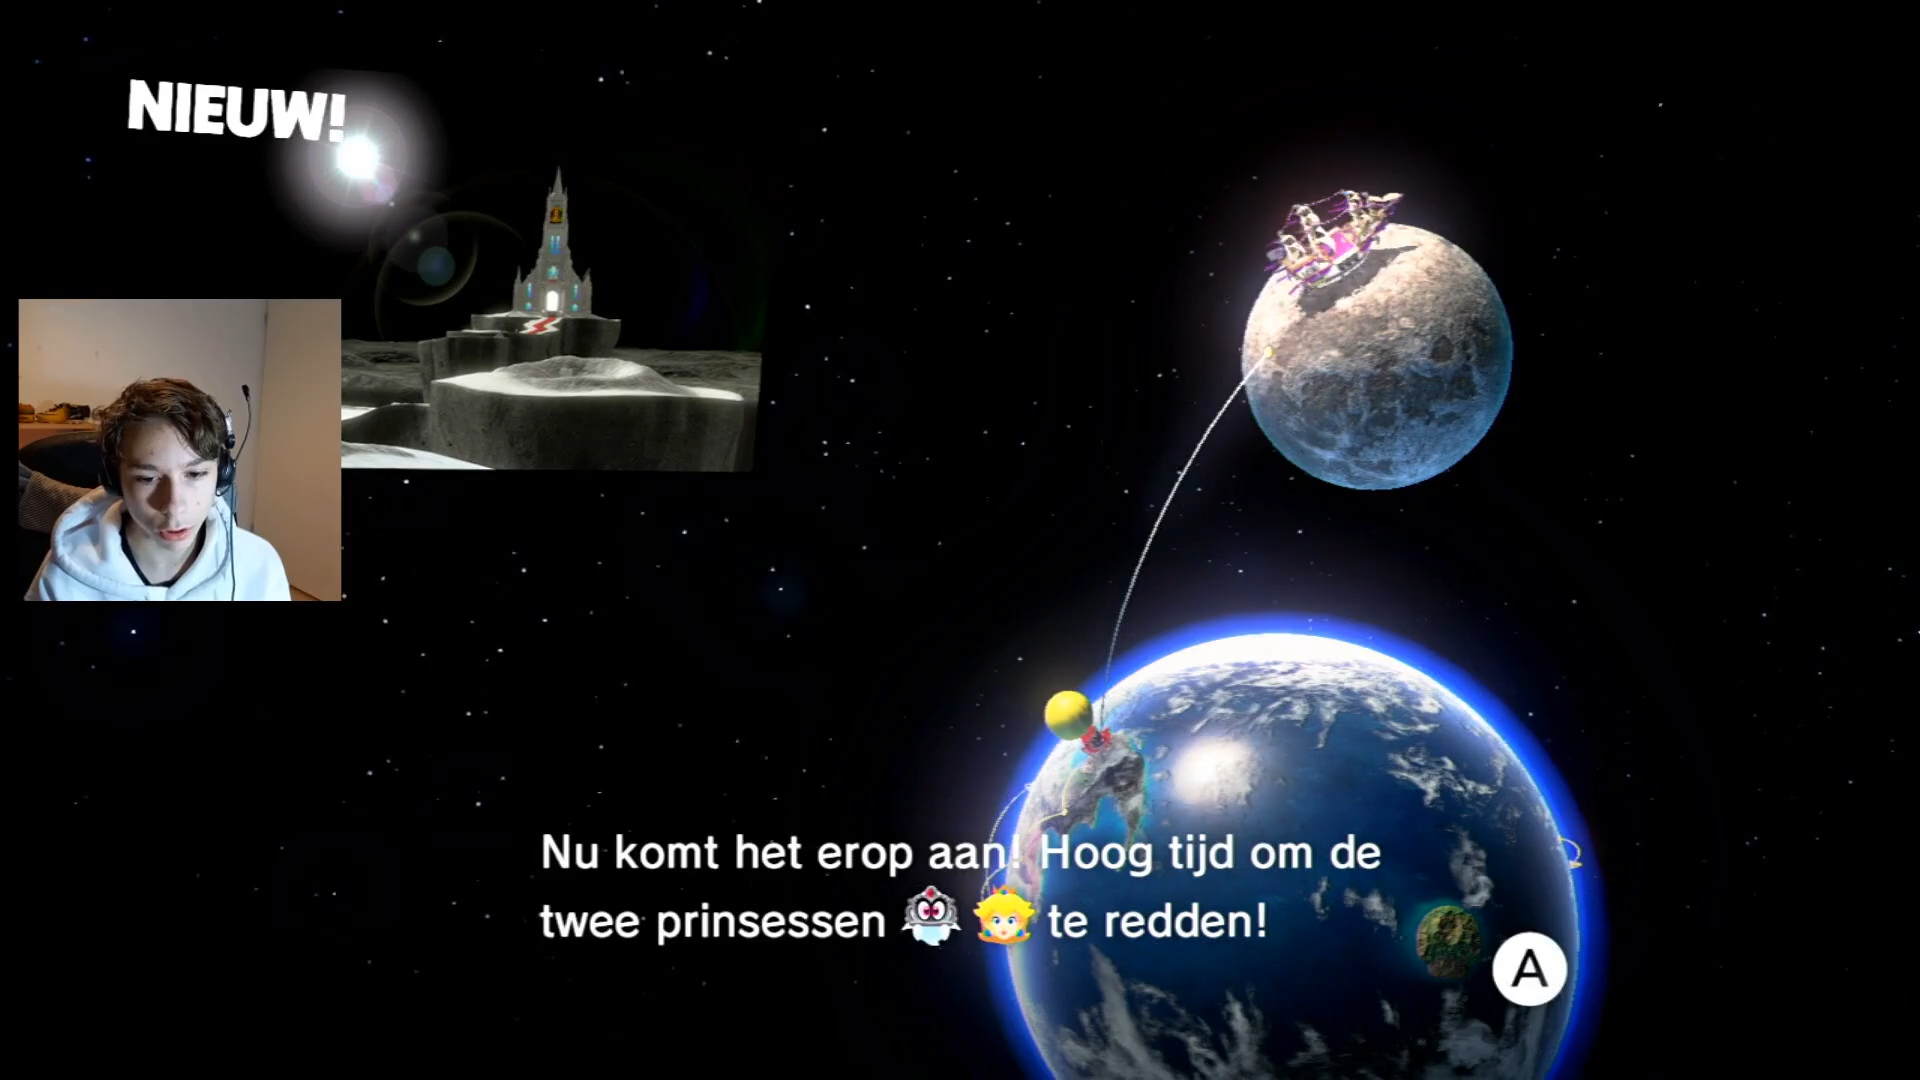 NIEUW!
Nu komt het erop aan! Hoog tijd om de
twee prinsessen te redden!
A